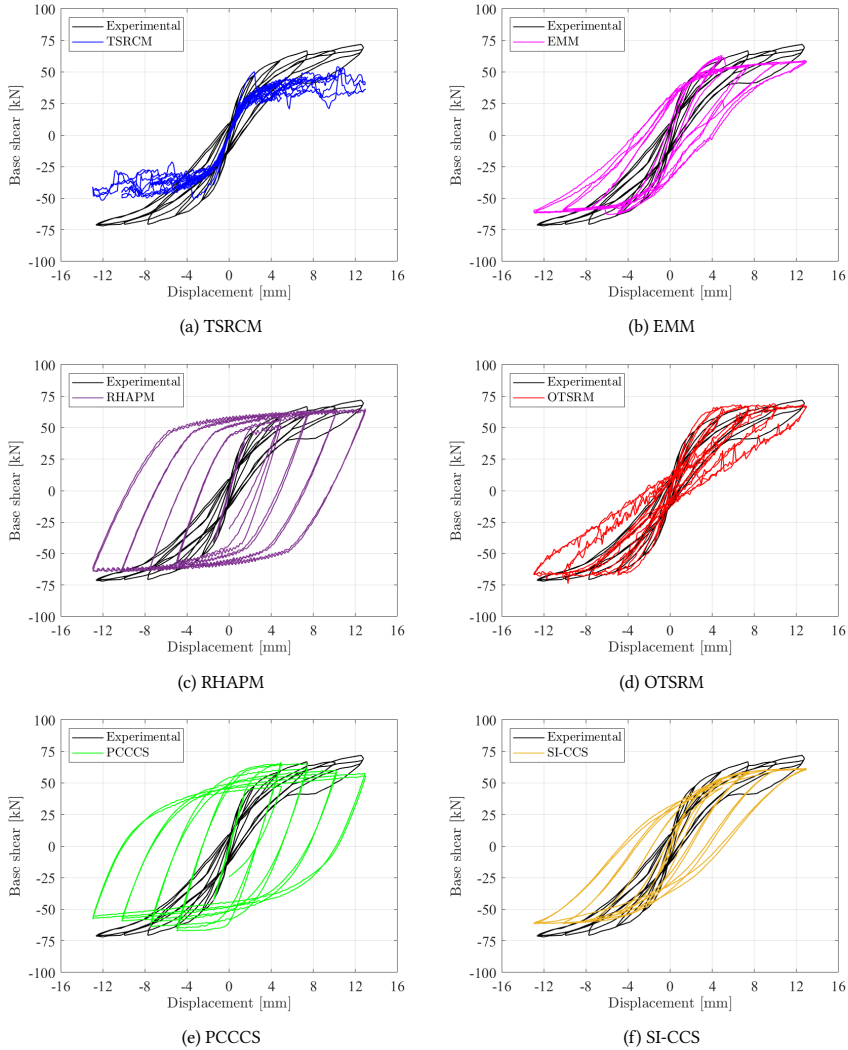 100
75
50
25
0
-25
-50
-75
-100
Base shear [kN]
Experimental
TSRCM
-16 -12 -8 -4 0 4 8 12 16
Displacement [mm]
(a) TSRCM
100
75
50
25
0
-25
-50
-75
-100
Base shear [kN]
Experimental
EMM
-16 -12 -8 -4 0 4 8 12 16
Displacement [mm]
(b) EMM
100
75
50
25
0
-25
-50
-75
-100
Base shear [kN]
Experimental
RHAPM
-16 -12 -8 -4 0 4 8 12 16
Displacement [mm]
(c) RHAPM
100
75
50
25
0
-25
-50
-75
-100
Base shear [kN]
Experimental
OTSRM
-16 -12 -8 -4 0 4 8 12 16
Displacement [mm]
(d) OTSRM
100
75
50
25
0
-25
-50
-75
-100
Base shear [kN]
Experimental
PCCCS
-16 -12 -8 -4 0 4 8 12 16
Displacement [mm]
(e) PCCCS
100
75
50
25
0
-25
-50
-75
-100
Base shear [kN]
Experimental
SI-CCS
-16 -12 -8 -4 0 4 8 12 16
Displacement [mm]
(f) SI-CCS